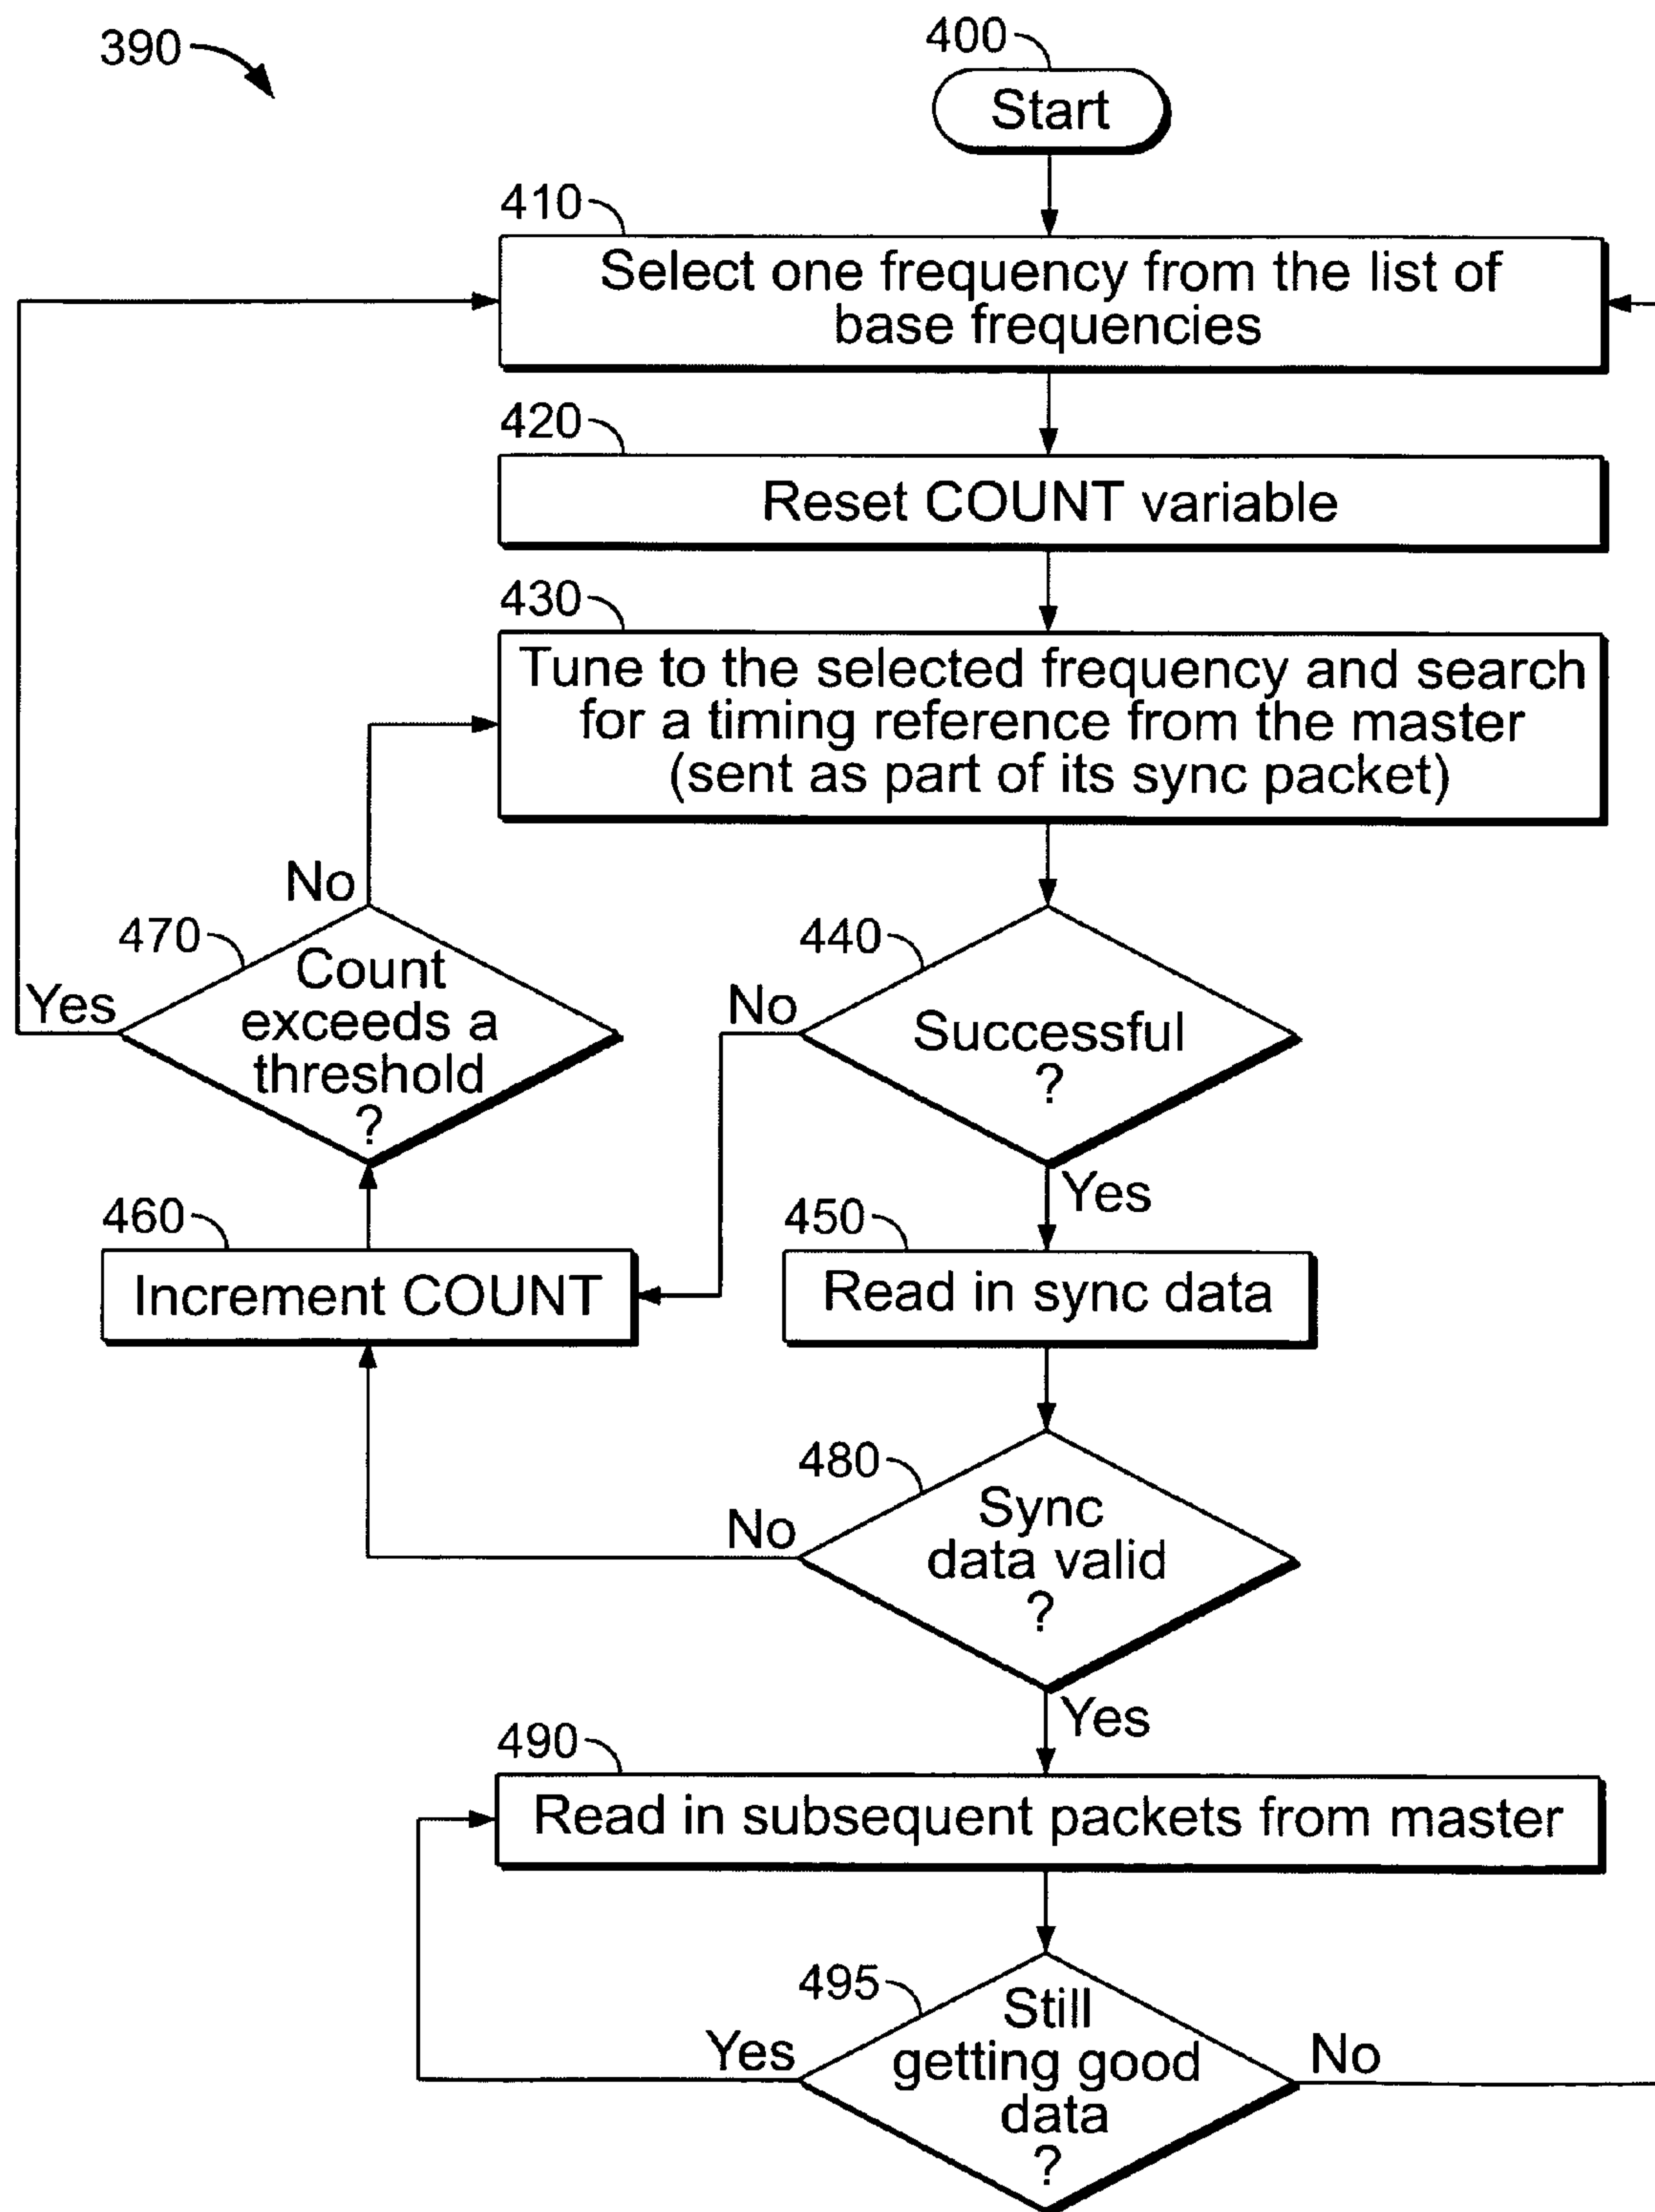 390
400
Start
410
Select one frequency from the list of
base frequencies
420
Reset COUNT variable
430
Tune to the selected frequency and search
for a timing reference from the master
(sent as part of its sync packet)
No
470
Count
exceeds a
threshold
?
Yes
440
No
Successful
?
Yes
460
Increment COUNT
450
Read in sync data
480
No
Sync
data valid
?
Yes
490
Read in subsequent packets from master
495
Yes
Still
getting good
data
?
No